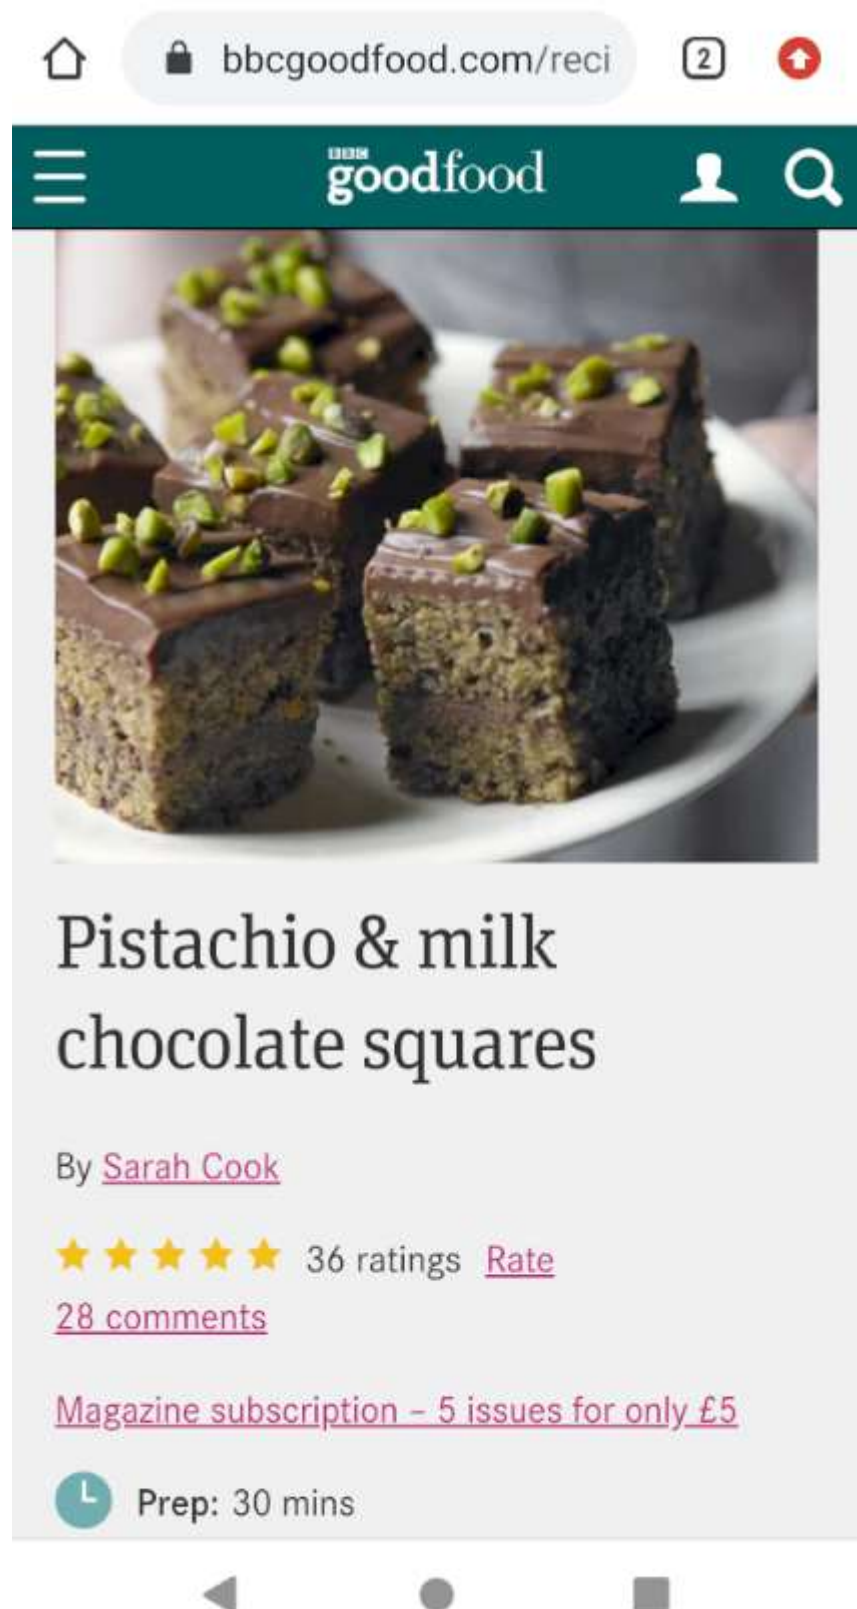 bbcgoodfood.com/reci
2
BBC
goodfood
Pistachio & milk
chocolate squares
By Sarah Cook
36 ratings Rate
28 comments
Magazine subscription – 5 issues for only £5
Prep: 30 mins